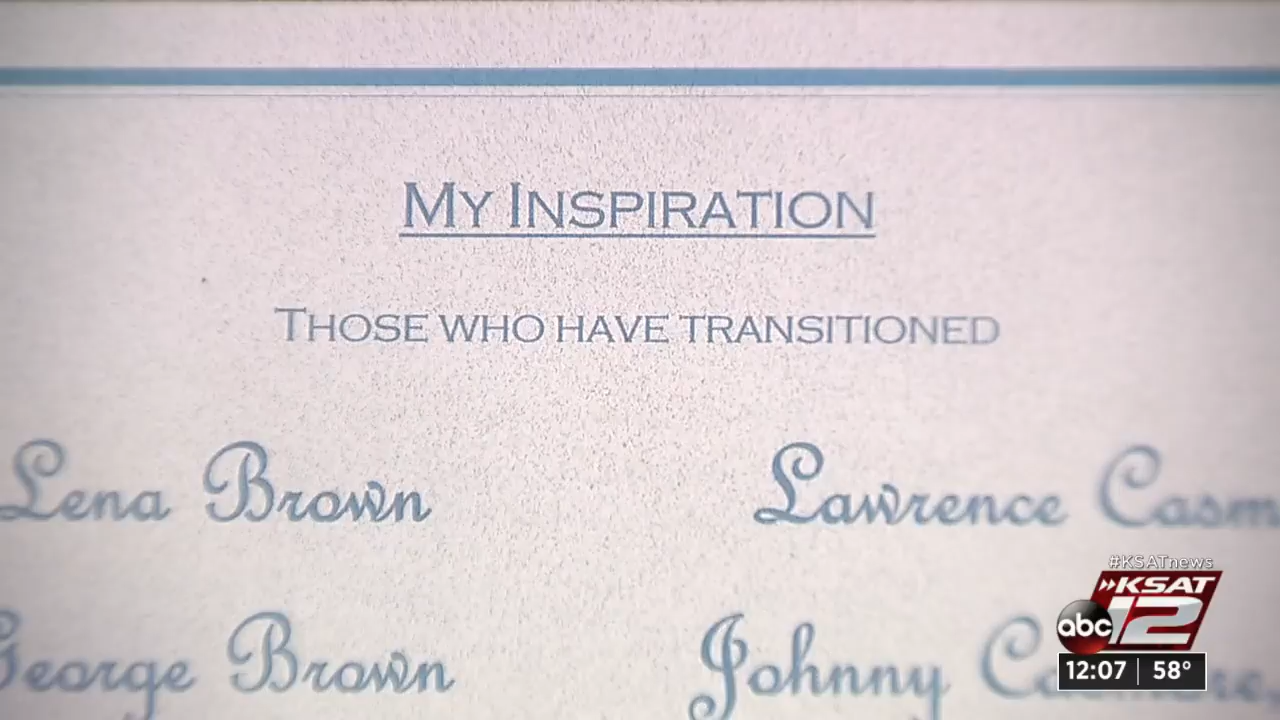 My Inspiration
Those who have transitioned
Lena Brown
Lawrence Casm
George Brown
Johnny
#KSATnews
KSAT
abc 12
12:07 58°